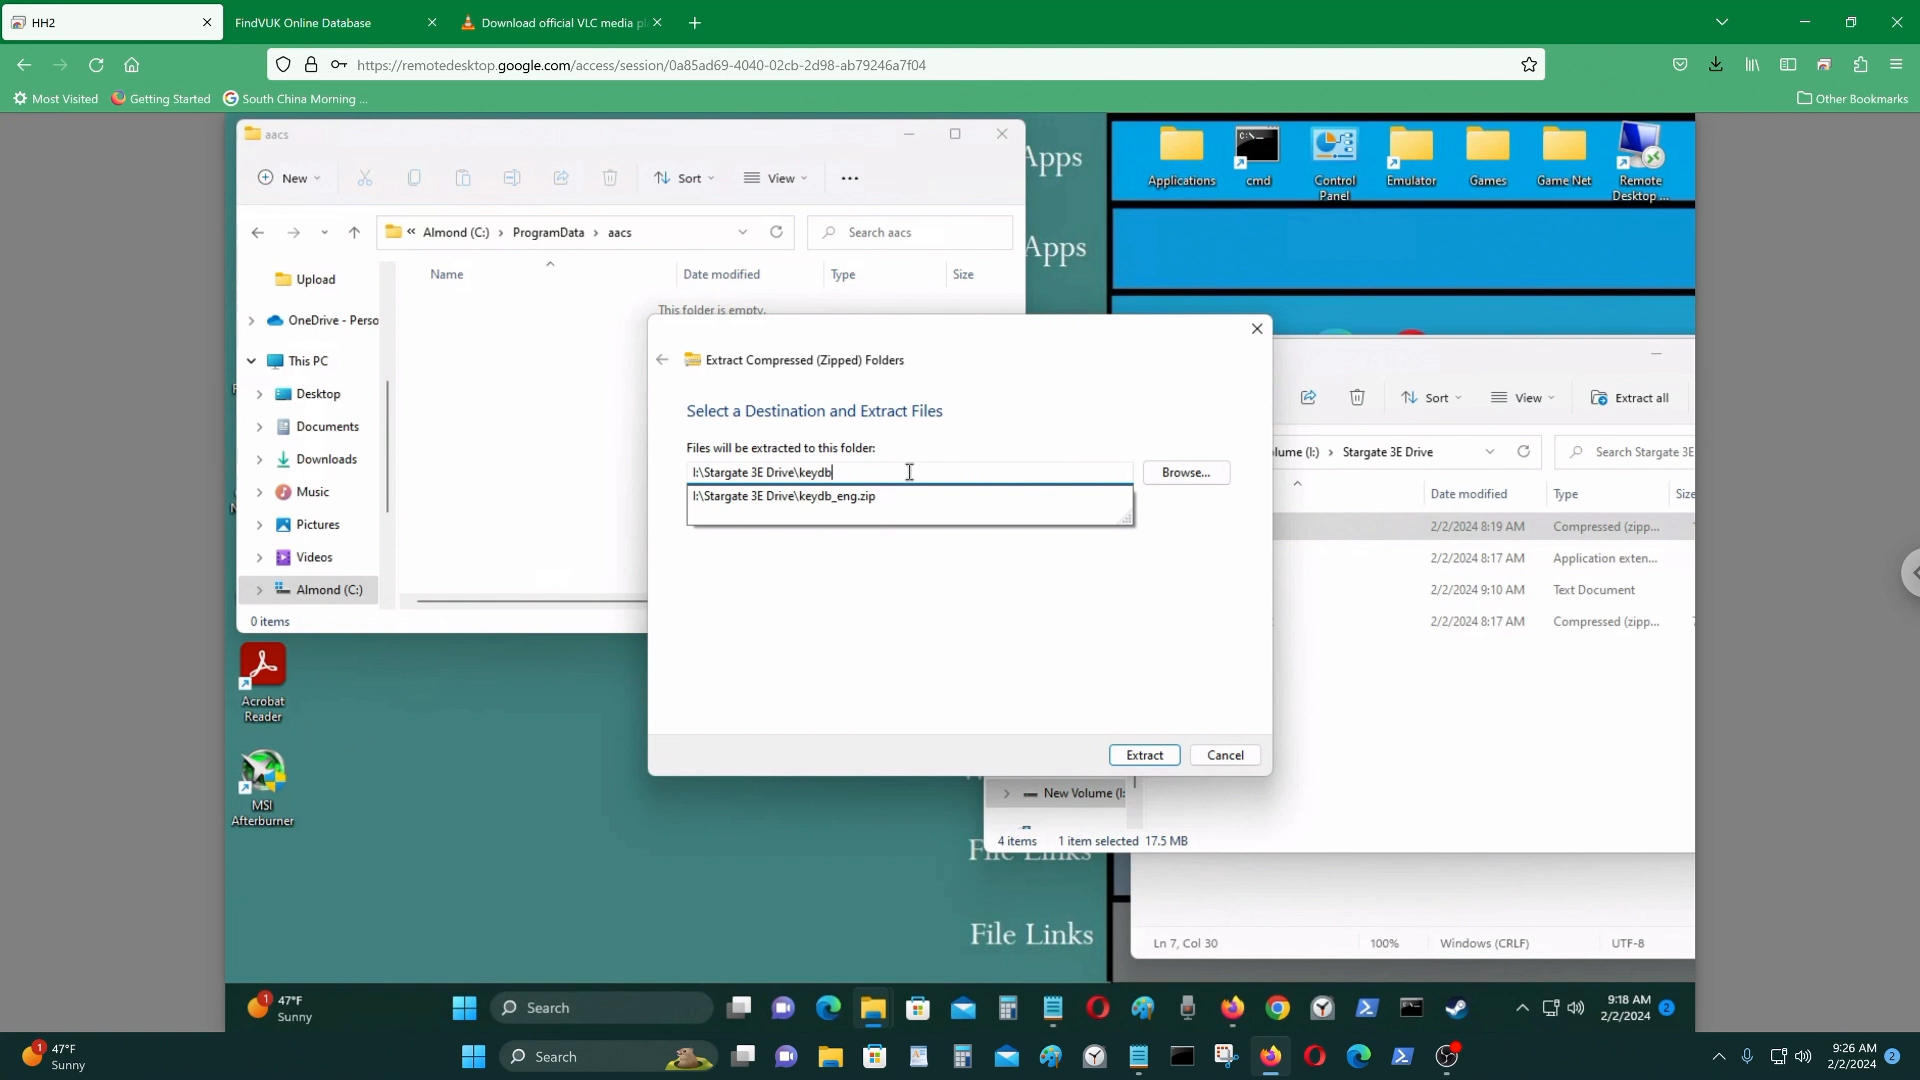 HH2
FindVUK Online Database
Download official VLC media pl
https://remotedesktop.google.com/access/session/0a85ad69-4040-02cb-2d98-ab79246a7f04
Most Visited
Getting Started
South China Morning ...
Other Bookmarks
aacs
New
Sort
View
Almond (C:) > ProgramData > aacs
Search aacs
Name
Date modified
Type
Size
This folder is empty.
Upload
OneDrive - Perso
This PC
Desktop
Documents
Downloads
Music
Pictures
Videos
Almond (C:)
0 items
Apps
Apps
Applications
cmd
Control Panel
Emulator
Games
Game Net
Remote Desktop ...
Extract Compressed (Zipped) Folders
Select a Destination and Extract Files
Files will be extracted to this folder:
I:\Stargate 3E Drive\keydb
Browse...
I:\Stargate 3E Drive\keydb_eng.zip
Extract
Cancel
Sort
View
Extract all
lume (I:) > Stargate 3E Drive
Search Stargate 3E
Date modified
Type
Size
2/2/2024 8:19 AM
Compressed (zipp...
2/2/2024 8:17 AM
Application exten...
2/2/2024 9:10 AM
Text Document
2/2/2024 8:17 AM
Compressed (zipp...
New Volume (I:
4 items
1 item selected 17.5 MB
Acrobat Reader
MSI Afterburner
File Links
File Links
Ln 7, Col 30
100%
Windows (CRLF)
UTF-8
1
47°F
Sunny
Search
9:18 AM
2/2/2024
2
1
47°F
Sunny
Search
9:26 AM
2/2/2024
2